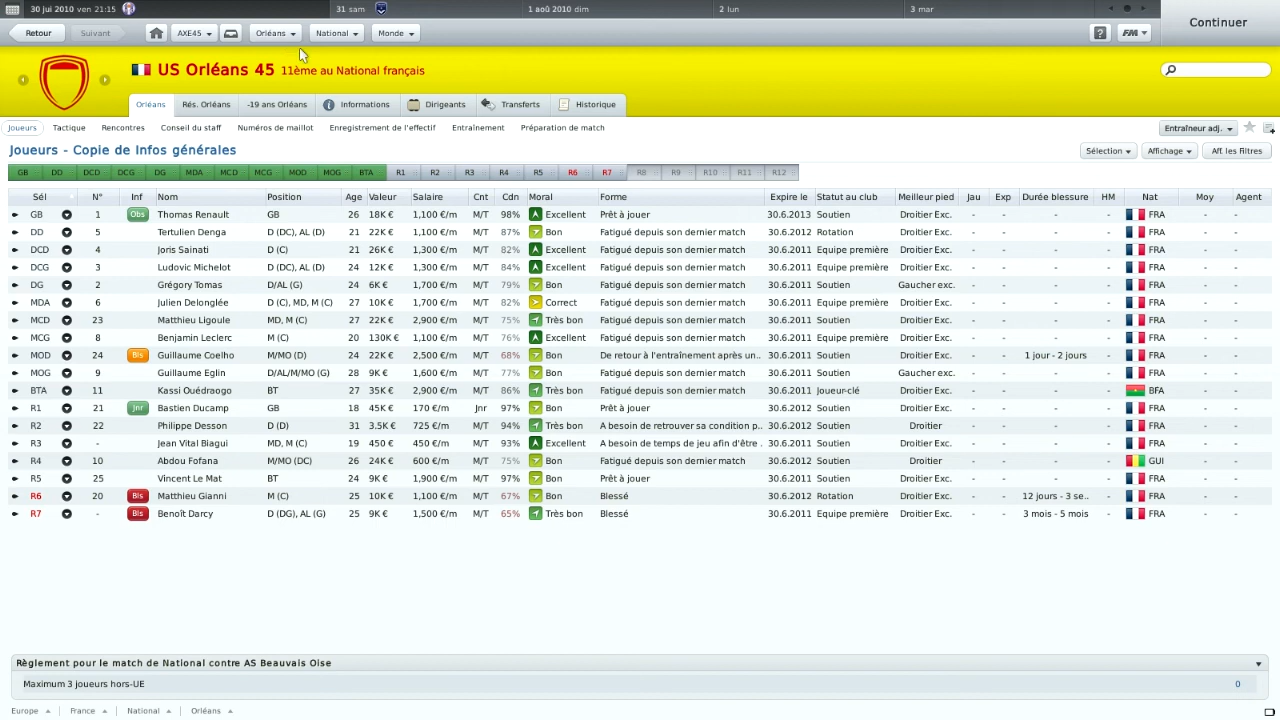 30 jui 2010 ven 21:15 31 sam 1 aoû 2010 dim 2 lun 3 mar Continuer
Retour Suivant AXE45 Orléans National Monde ? FM
US Orléans 45 11ème au National français
Orléans Rés. Orléans -19 ans Orléans Informations Dirigeants Transferts Historique
Joueurs Tactique Rencontres Conseil du staff Numéros de maillot Enregistrement de l'effectif Entraînement Préparation de match Entraîneur adj.
Joueurs - Copie de Infos générales Sélection Affichage Aff. les Filtres
GB DD DCD DCG DG MDA MCD MCG MOD MOG BTA R1 R2 R3 R4 R5 R6 R7 R8 R9 R10 R11 R12
Sél N° Inf Nom Position Age Valeur Salaire Cnt Cdn Moral Forme Expire le Statut au club Meilleur pied Jau Exp Durée blessure HM Nat Moy Agent
GB 1 Obs Thomas Renault GB 26 18K € 1,100 €/m M/T 98% Excellent Prêt à jouer 30.6.2013 Soutien Droitier Exc. - - - - FRA - -
DD 5 Tertulien Denga D (DC), AL (D) 21 22K € 1,100 €/m M/T 87% Bon Fatigué depuis son dernier match 30.6.2012 Rotation Droitier Exc. - - - - FRA - -
DCD 4 Joris Sainati D (C) 21 26K € 1,300 €/m M/T 82% Excellent Fatigué depuis son dernier match 30.6.2011 Equipe première Droitier Exc. - - - - FRA - -
DCG 3 Ludovic Michelot D (DC), AL (D) 24 12K € 1,300 €/m M/T 84% Excellent Fatigué depuis son dernier match 30.6.2011 Equipe première Droitier Exc. - - - - FRA - -
DG 2 Grégory Tomas D/AL (G) 24 6K € 1,700 €/m M/T 79% Bon Fatigué depuis son dernier match 30.6.2011 Soutien Gaucher exc. - - - - FRA - -
MDA 6 Julien Delonglée D (C), MD, M (C) 27 10K € 1,700 €/m M/T 82% Correct Fatigué depuis son dernier match 30.6.2011 Equipe première Droitier Exc. - - - - FRA - -
MCD 23 Matthieu Ligoule MD, M (C) 27 22K € 2,900 €/m M/T 75% Très bon Fatigué depuis son dernier match 30.6.2011 Soutien Droitier Exc. - - - - FRA - -
MCG 8 Benjamin Leclerc M (C) 20 130K € 1,100 €/m M/T 76% Excellent Fatigué depuis son dernier match 30.6.2011 Equipe première Droitier Exc. - - - - FRA - -
MOD 24 Bls Guillaume Coelho M/MO (D) 24 22K € 2,500 €/m M/T 68% Bon De retour à l'entraînement après un.. 30.6.2011 Soutien Droitier Exc. - - 1 jour - 2 jours - FRA - -
MOG 9 Guillaume Eglin D/AL/M/MO (G) 28 9K € 1,600 €/m M/T 77% Bon Fatigué depuis son dernier match 30.6.2011 Soutien Gaucher exc. - - - - FRA - -
BTA 11 Kassi Ouédraogo BT 27 35K € 2,900 €/m M/T 86% Très bon Fatigué depuis son dernier match 30.6.2011 Joueur-clé Droitier Exc. - - - - BFA - -
R1 21 Jnr Bastien Ducamp GB 18 45K € 170 €/m Jnr 97% Bon Prêt à jouer 30.6.2012 Soutien Droitier Exc. - - - - FRA - -
R2 22 Philippe Desson D (D) 31 3.5K € 725 €/m M/T 94% Très bon A besoin de retrouver sa condition p.. 30.6.2012 Soutien Droitier - - - - FRA - -
R3 - Jean Vital Biagui MD, M (C) 19 450 € 450 €/m M/T 93% Excellent A besoin de temps de jeu afin d'être . 30.6.2011 Soutien Droitier Exc. - - - - FRA - -
R4 10 Abdou Fofana M/MO (DC) 26 24K € 600 €/m M/T 75% Bon Fatigué depuis son dernier match 30.6.2012 Soutien Droitier - - - - GUI - -
R5 25 Vincent Le Mat BT 24 9K € 1,900 €/m M/T 97% Bon Prêt à jouer 30.6.2012 Soutien Droitier Exc. - - - - FRA - -
R6 20 Bls Matthieu Gianni M (C) 25 10K € 1,100 €/m M/T 67% Bon Blessé 30.6.2012 Rotation Droitier Exc. - - 12 jours - 3 se.. - FRA - -
R7 - Bls Benoît Darcy D (DG), AL (G) 25 9K € 1,500 €/m M/T 65% Très bon Blessé 30.6.2011 Equipe première Droitier Exc. - - 3 mois - 5 mois - FRA - -
Règlement pour le match de National contre AS Beauvais Oise
Maximum 3 joueurs hors-UE 0
Europe France National Orléans